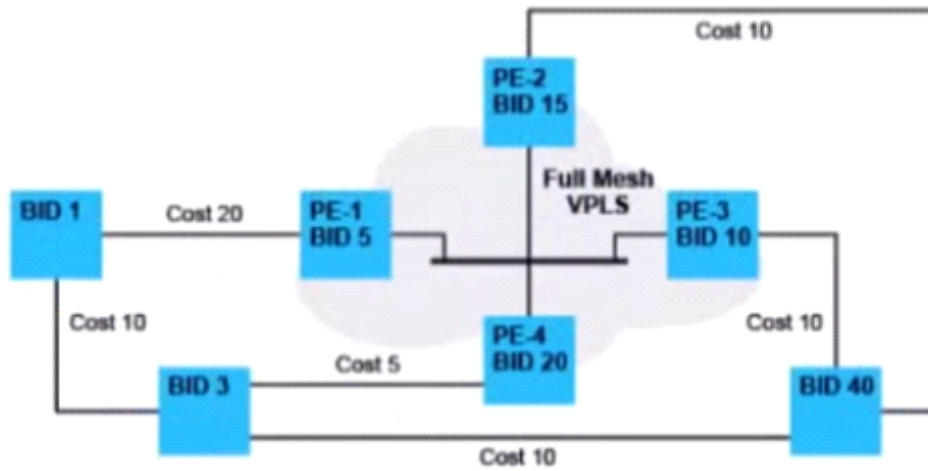 Cost 10
PE-2
BID 15
Full Mesh
VPLS
BID 1
Cost 20
PE-1
BID 5
PE-3
BID 10
Cost 10
Cost 10
PE-4
BID 20
Cost 5
BID 3
BID 40
Cost 10